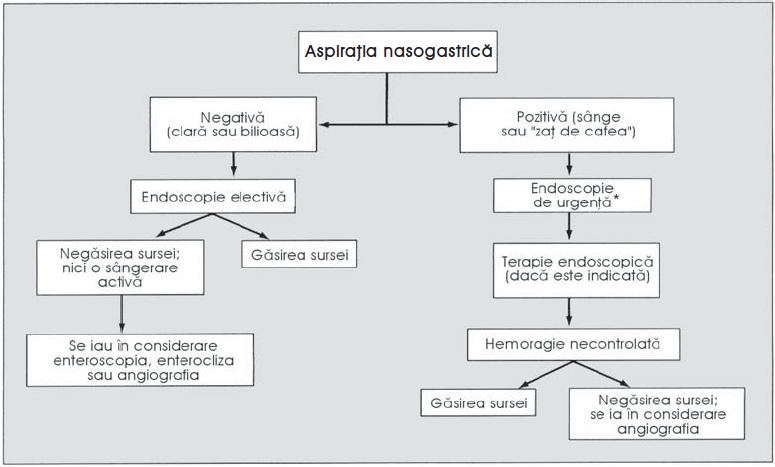 Aspirația nasogastrică
Negativă
(clară sau bilioasă)
Pozitivă (sânge
sau "zaț de cafea")
Endoscopie electivă
Endoscopie
de urgență*
Negăsirea sursei;
nici o sângerare
activă
Găsirea sursei
Terapie endoscopică
(dacă este indicată)
Se iau în considerare
enteroscopia, enterocliza
sau angiografia
Hemoragie necontrolată
Găsirea sursei
Negăsirea sursei;
se ia în considerare
angiografia